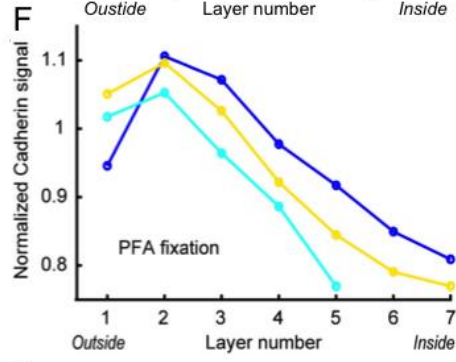 F
Oustide Layer number Inside
Normalized Cadherin signal
1.1
1
0.9
0.8
PFA fixation
1 2 3 4 5 6 7
Outside Layer number Inside